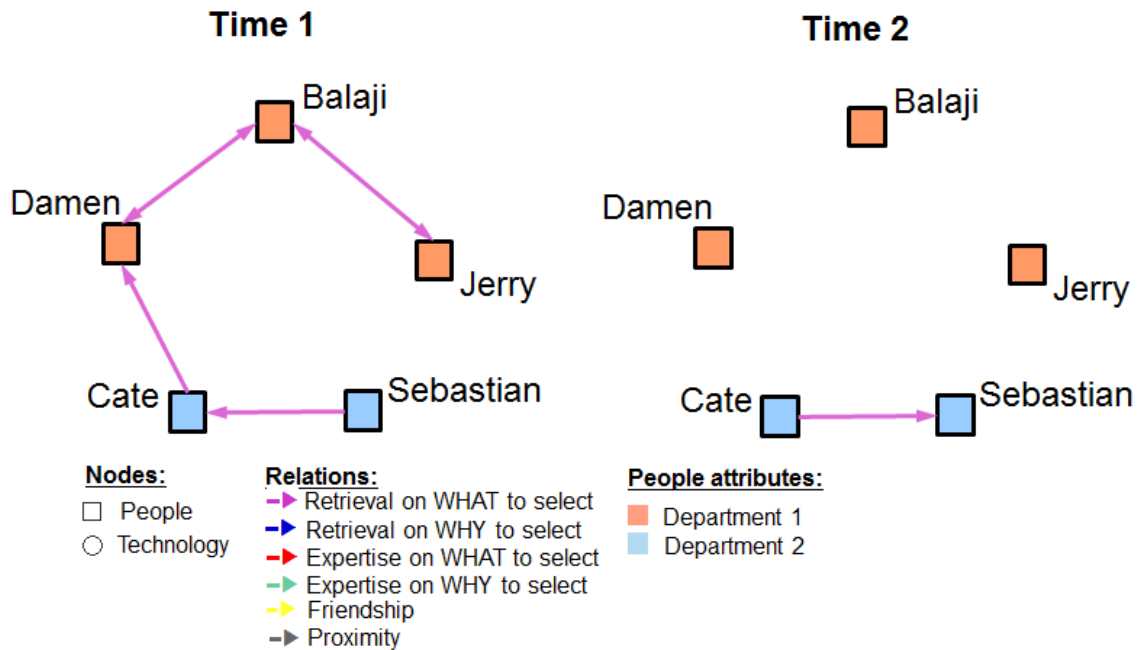 Time 1
Time 2
Balaji
Balaji
Damen
Damen
Jerry
Jerry
Cate
Sebastian
Cate
Sebastian
Nodes:
People
Technology
Relations:
Retrieval on WHAT to select
Retrieval on WHY to select
Expertise on WHAT to select
Expertise on WHY to select
Friendship
Proximity
People attributes:
Department 1
Department 2